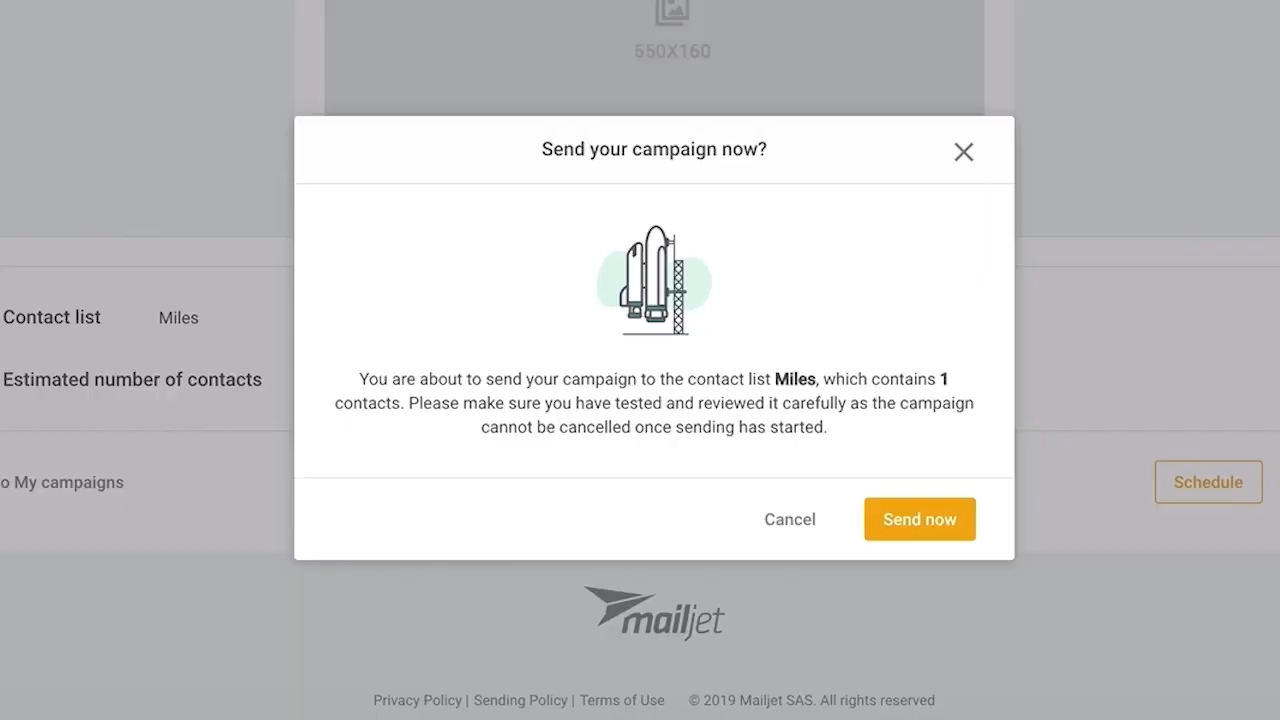 550X160
Send your campaign now?
Contact list Miles
Estimated number of contacts
You are about to send your campaign to the contact list Miles, which contains 1
contacts. Please make sure you have tested and reviewed it carefully as the campaign
cannot be cancelled once sending has started.
o My campaigns
Schedule
Cancel
Send now
mailjet
Privacy Policy | Sending Policy | Terms of Use © 2019 Mailjet SAS. All rights reserved